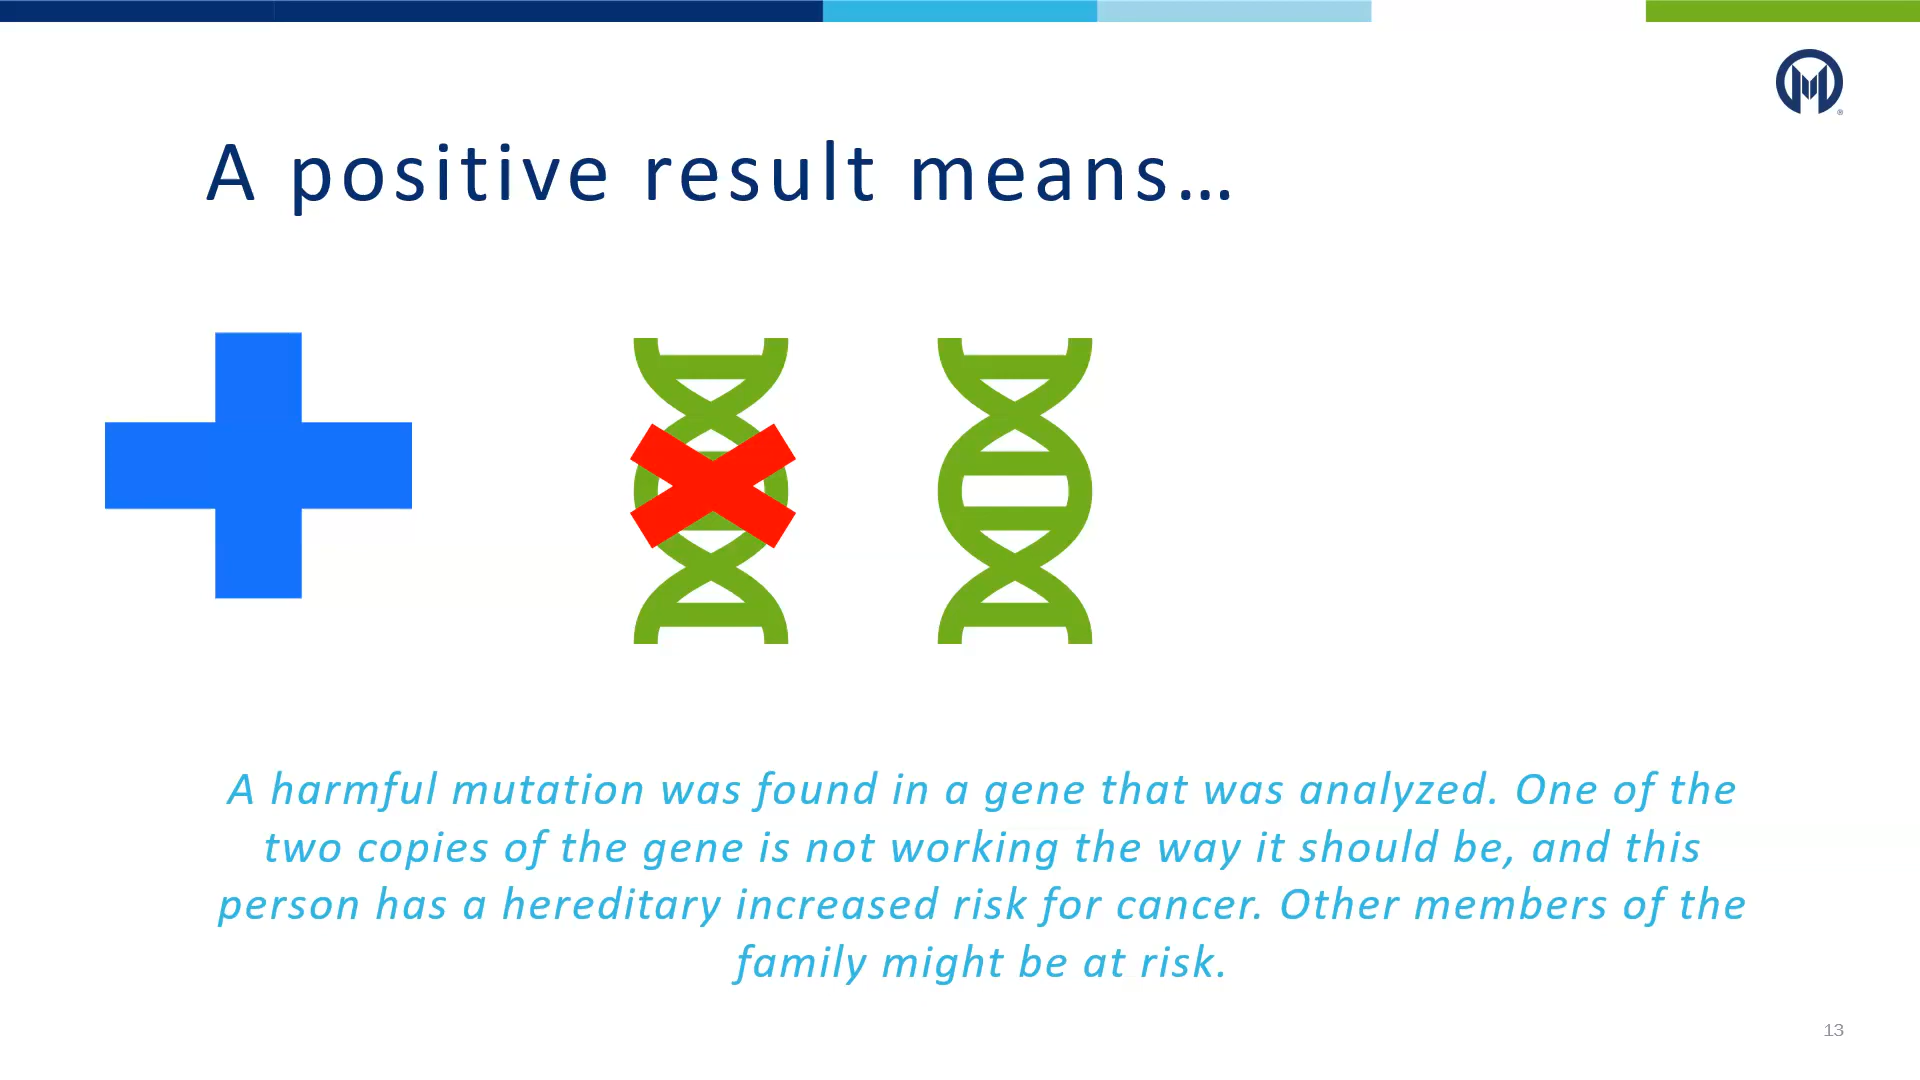 A positive result means…
A harmful mutation was found in a gene that was analyzed. One of the
two copies of the gene is not working the way it should be, and this
person has a hereditary increased risk for cancer. Other members of the
family might be at risk.
13